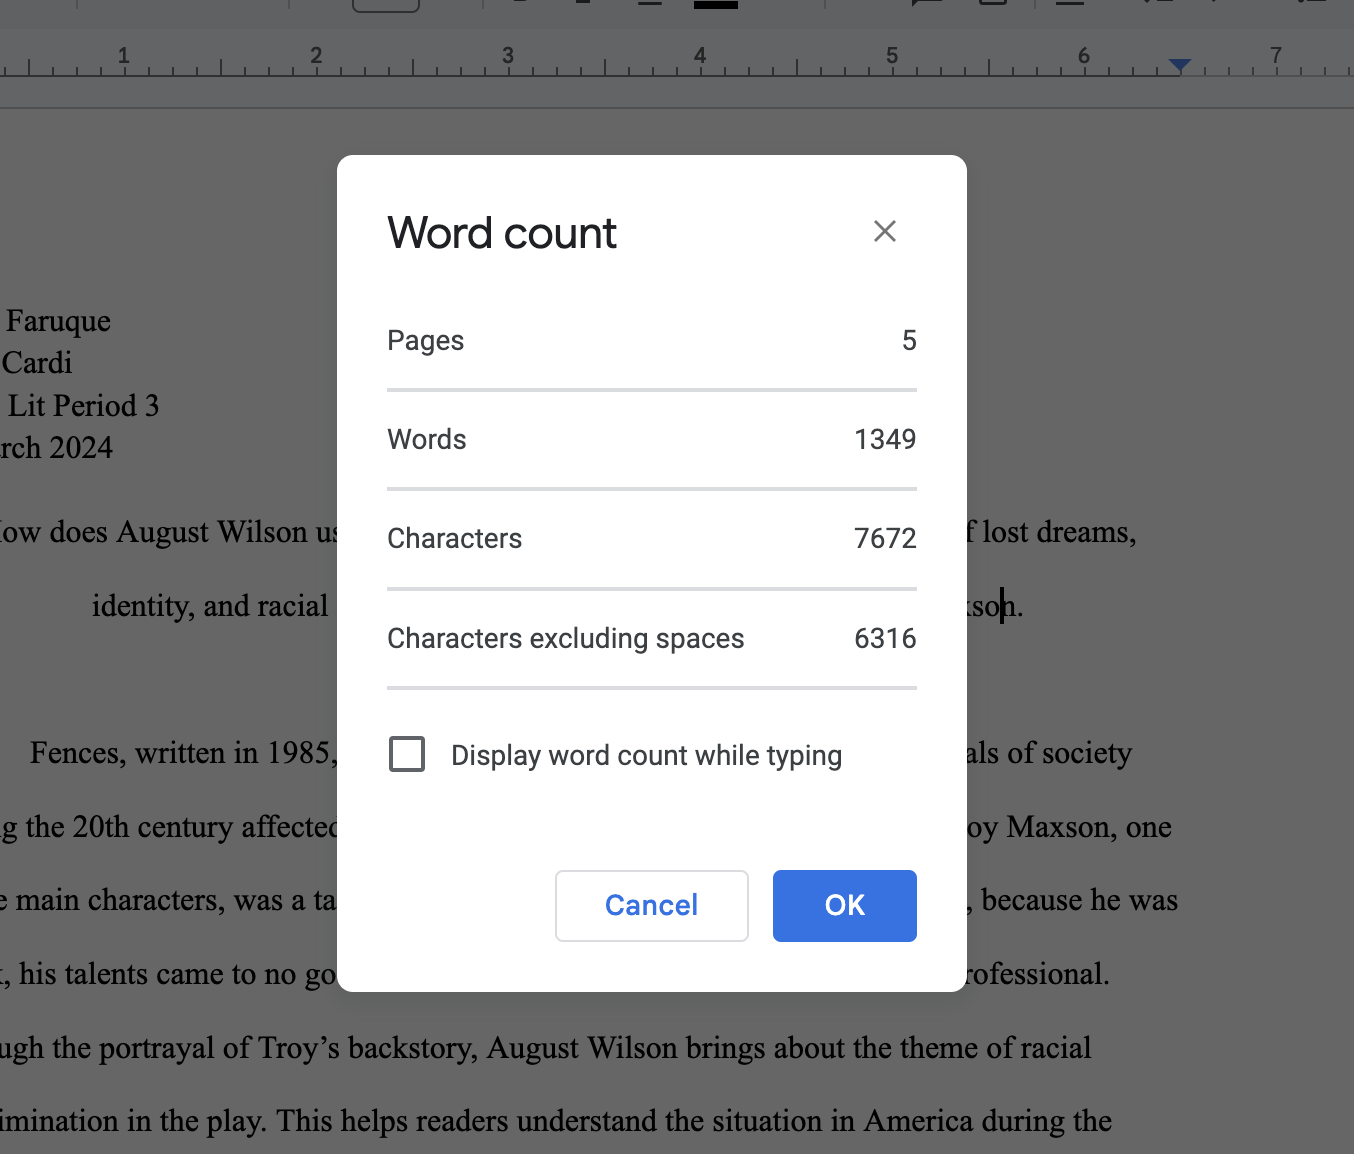 1 2 3 4 5 6 7
Word count
Pages 5
Words 1349
Characters 7672
Characters excluding spaces 6316
Display word count while typing
Cancel OK
Faruque
Cardi
Lit Period 3
rch 2024
ow does August Wilson us f lost dreams,
identity, and racial kson.
Fences, written in 1985, als of society
g the 20th century affected oy Maxson, one
e main characters, was a ta , because he was
, his talents came to no go rofessional.
ugh the portrayal of Troy’s backstory, August Wilson brings about the theme of racial
imination in the play. This helps readers understand the situation in America during the